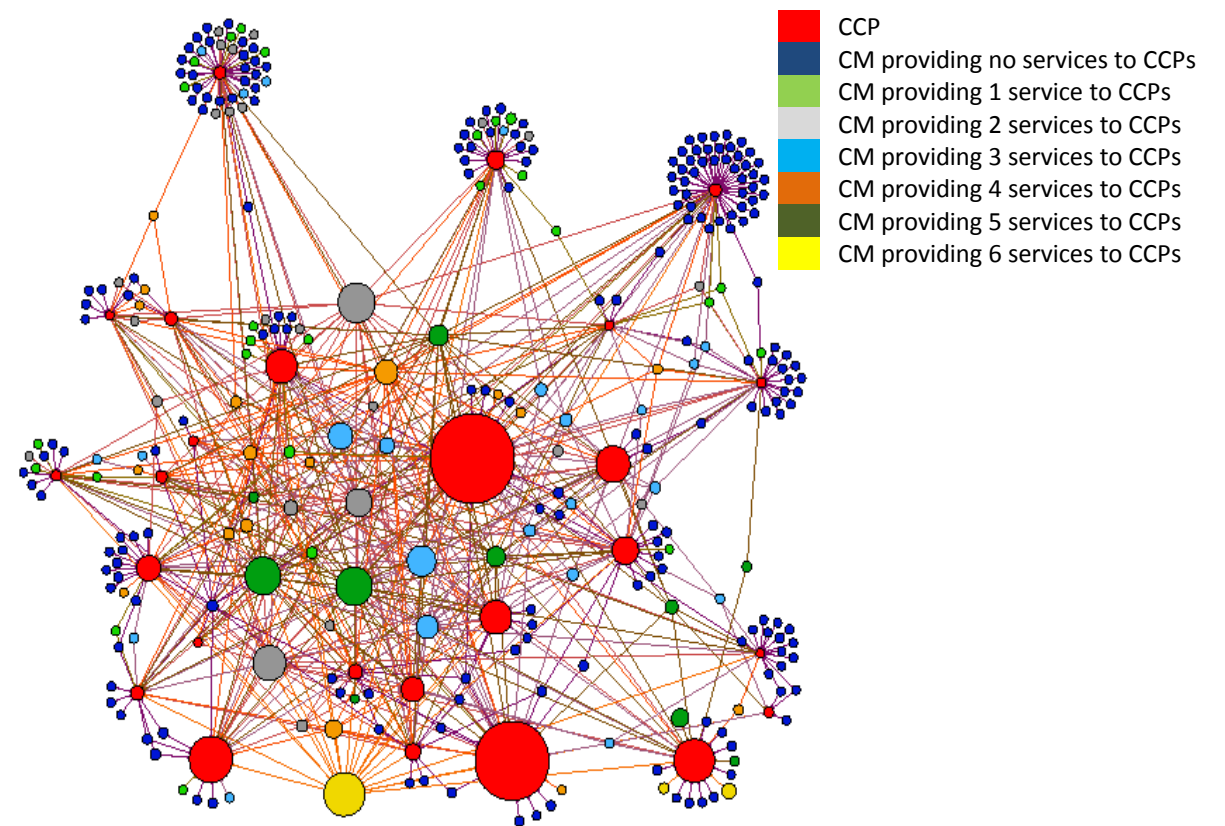 CCP
CM providing no services to CCPs
CM providing 1 service to CCPs
CM providing 2 services to CCPs
CM providing 3 services to CCPs
CM providing 4 services to CCPs
CM providing 5 services to CCPs
CM providing 6 services to CCPs